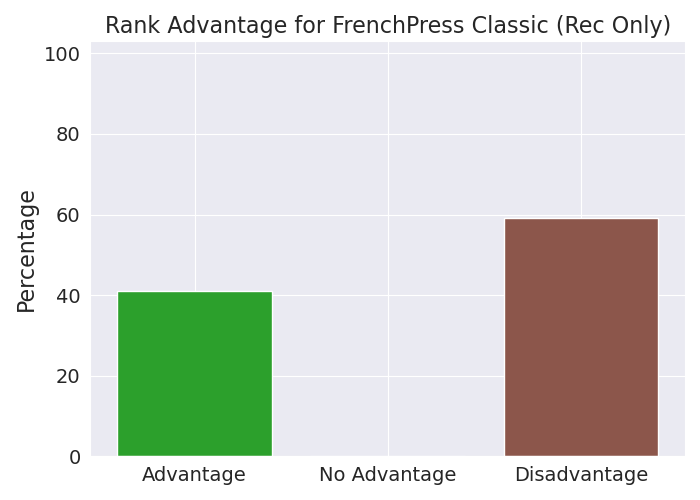 Rank Advantage for FrenchPress Classic (Rec Only)
100
80
60
40
20
0
Percentage
Advantage
No Advantage
Disadvantage